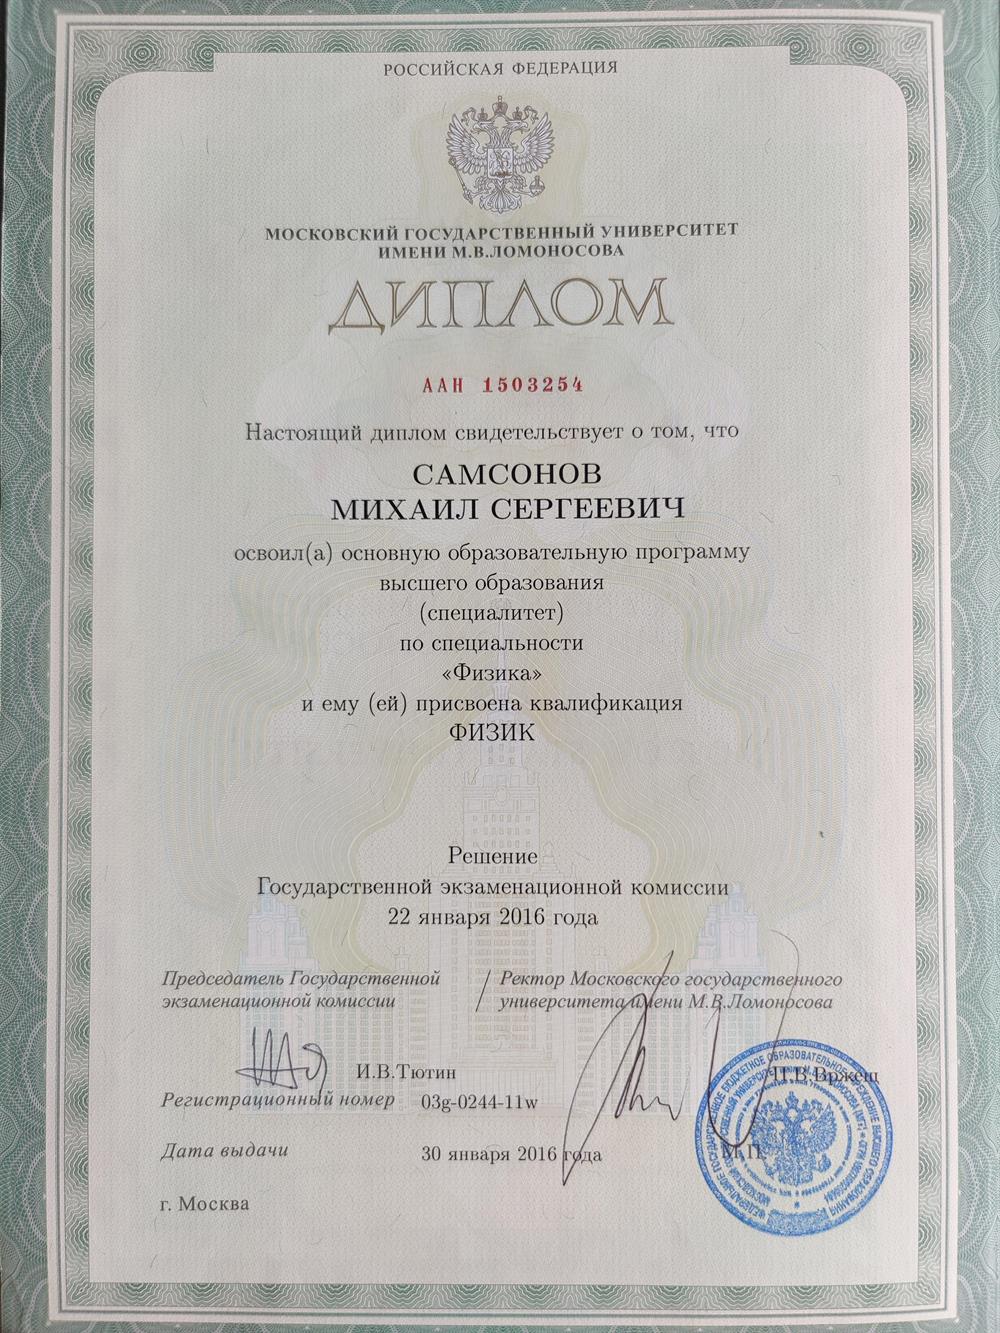 РОССИЙСКАЯ ФЕДЕРАЦИЯ
МОСКОВСКИЙ ГОСУДАРСТВЕННЫЙ УНИВЕРСИТЕТ
ИМЕНИ М.В.ЛОМОНОСОВА
ДИПЛОМ
ААН 1503254
Настоящий диплом свидетельствует о том, что
САМСОНОВ
МИХАИЛ СЕРГЕЕВИЧ
освоил(а) основную образовательную программу
высшего образования
(специалитет)
по специальности
«Физика»
и ему (ей) присвоена квалификация
ФИЗИК
Решение
Государственной экзаменационной комиссии
22 января 2016 года
Председатель Государственной
экзаменационной комиссии
Ректор Московского государственного
университета имени М.В.Ломоносова
И.В.Тютин
П.В.Вржещ
Регистрационный номер 03g-0244-11w
М.П.
Дата выдачи 30 января 2016 года
г. Москва